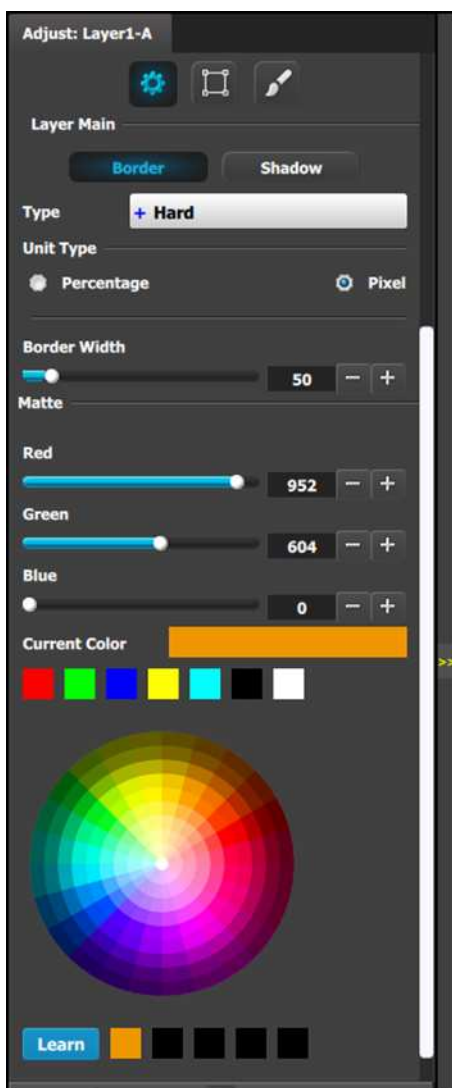 Adjust: Layer1-A
Layer Main
Border Shadow
Type + Hard
Unit Type
Percentage Pixel
Border Width
50 − +
Matte
Red
952 − +
Green
604 − +
Blue
0 − +
Current Color
>>
Learn